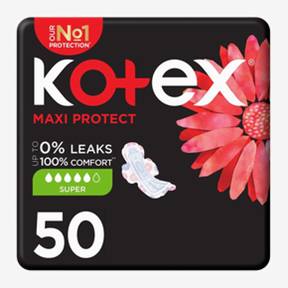 OUR No1
PROTECTION*
Kotex®
MAXI PROTECT
UP TO
0% LEAKS
100% COMFORT**
SUPER
50